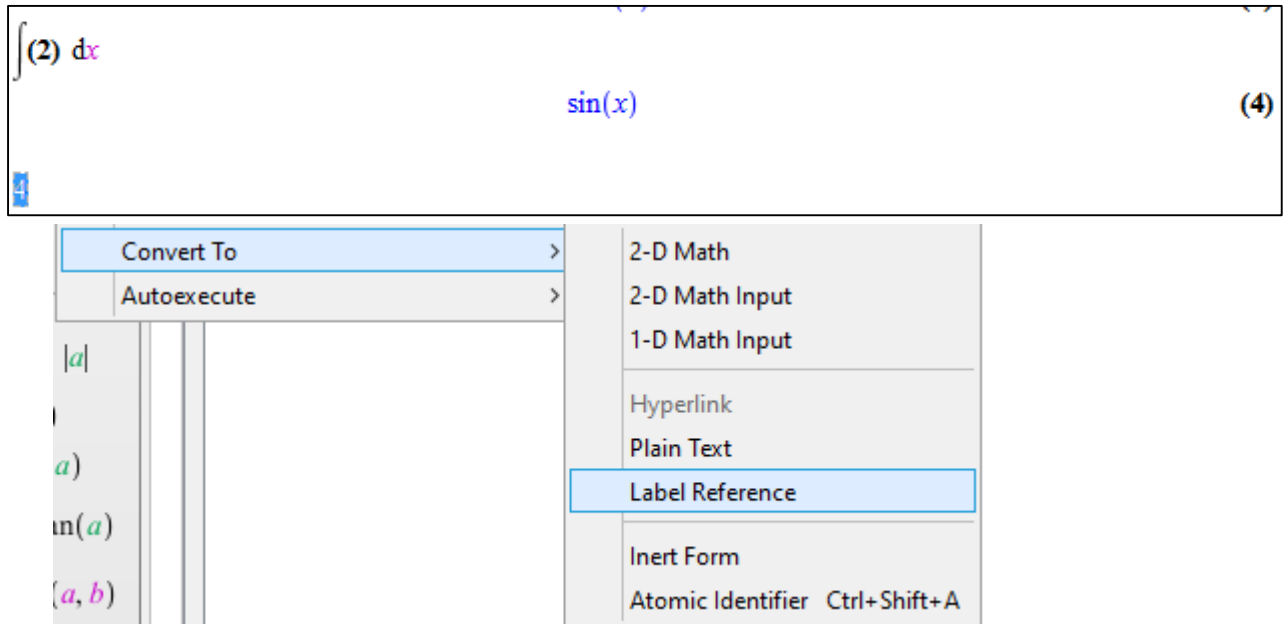 ∫(2) dx
sin(x) (4)
4
Convert To >
Autoexecute >
2-D Math
2-D Math Input
1-D Math Input
Hyperlink
Plain Text
Label Reference
Inert Form
Atomic Identifier Ctrl+Shift+A
|a|
)
a)
an(a)
(a, b)